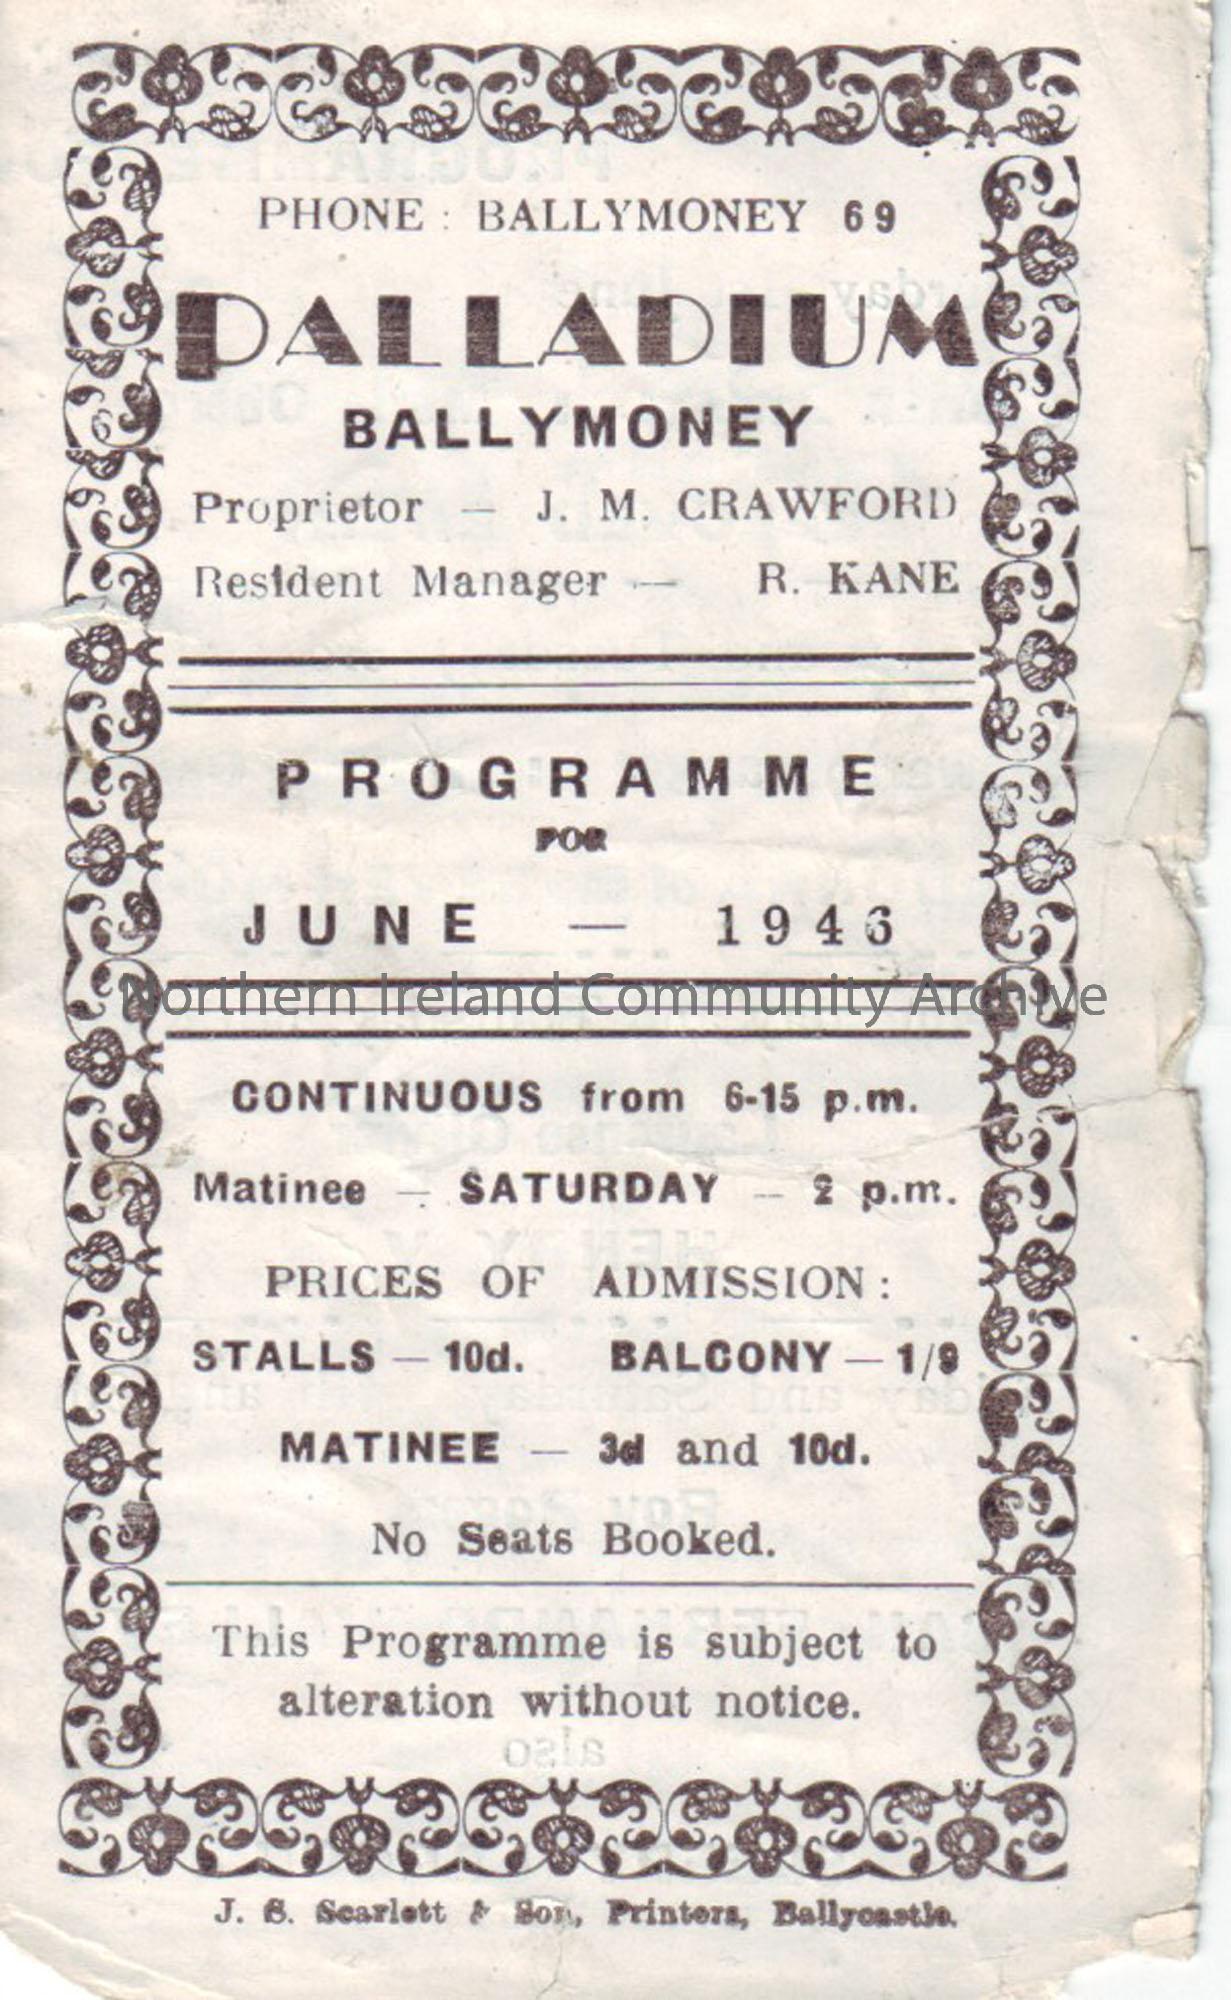 PHONE : BALLYMONEY 69
PALLADIUM
BALLYMONEY
Proprietor — J. M. CRAWFORD
Resident Manager — R. KANE
PROGRAMME
FOR
JUNE — 1946
Northern Ireland Community Archive
CONTINUOUS from 6-15 p.m.
Matinee — SATURDAY — 2 p.m.
PRICES OF ADMISSION :
STALLS — 10d. BALCONY — 1/9
MATINEE — 3d and 10d.
No Seats Booked.
This Programme is subject to
alteration without notice.
J. S. Scarlett & Son, Printers, Ballycastle.